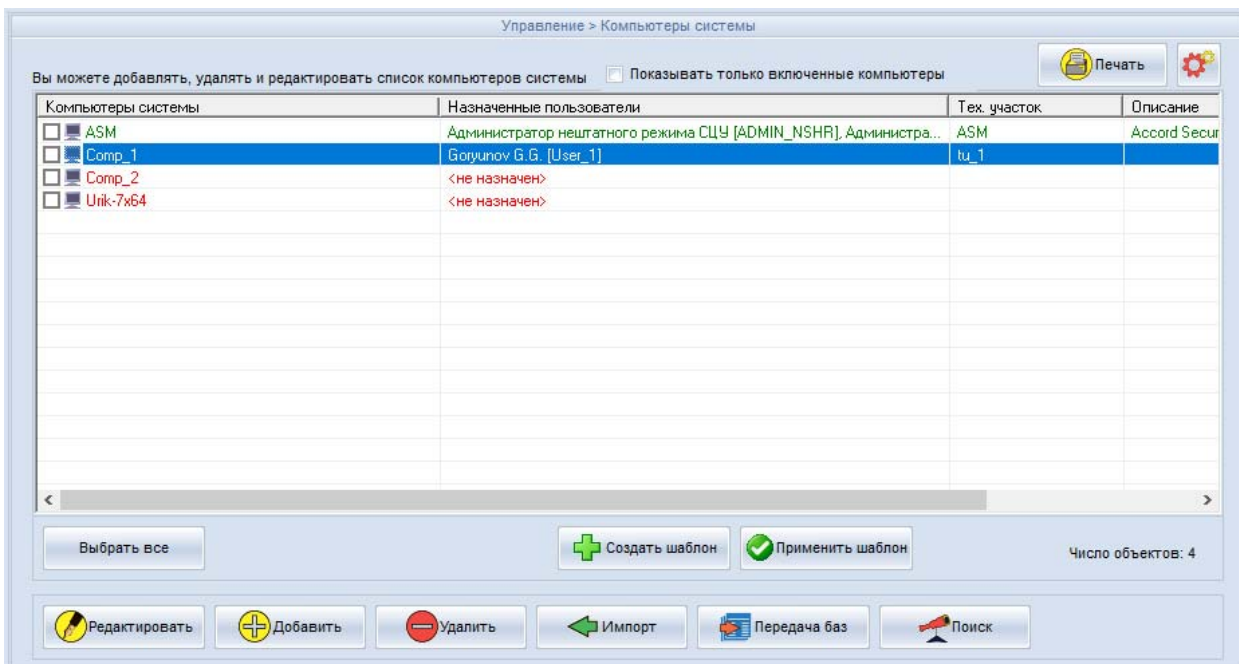 Управление > Компьютеры системы
Вы можете добавлять, удалять и редактировать список компьютеров системы Показывать только включенные компьютеры Печать
Компьютеры системы Назначенные пользователи Тех. участок Описание
ASM Администратор нештатного режима СЦУ [ADMIN_NSHR], Администра... ASM Accord Secur
Comp_1 Goryunov G.G. [User_1] tu_1
Comp_2 <не назначен>
Urik-7x64 <не назначен>
Выбрать все Создать шаблон Применить шаблон Число объектов: 4
Редактировать Добавить Удалить Импорт Передача баз Поиск